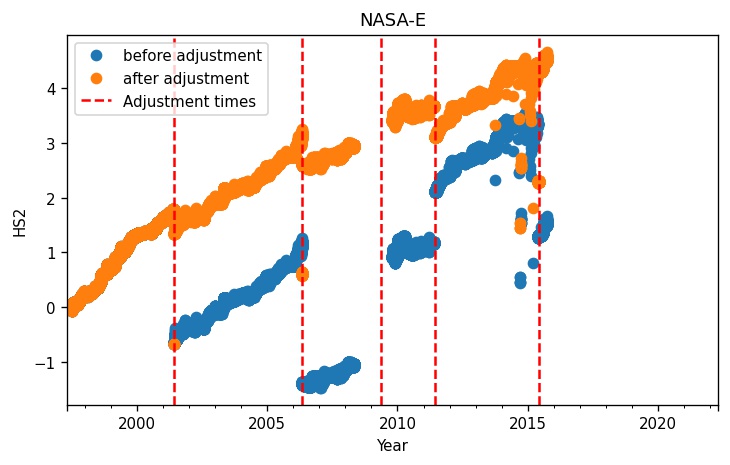 NASA-E
before adjustment
after adjustment
Adjustment times
HS2
4
3
2
1
0
−1
2000 2005 2010 2015 2020
Year